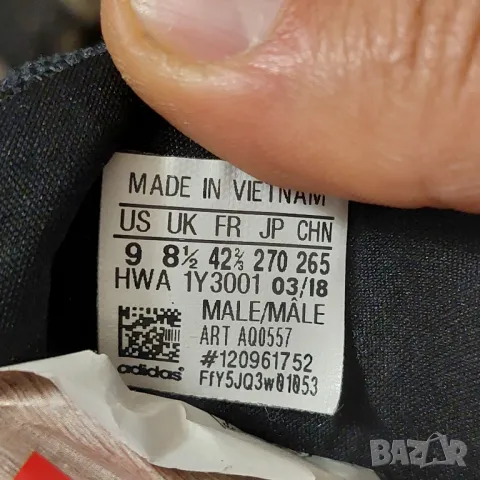 MADE IN VIETNAM
US UK FR JP CHN
9 8½ 42⅔ 270 265
HWA 1Y3001 03/18
MALE/MÂLE
ART AQ0557
#120961752
adidas® FfY5JQ3w01053
BAZAR